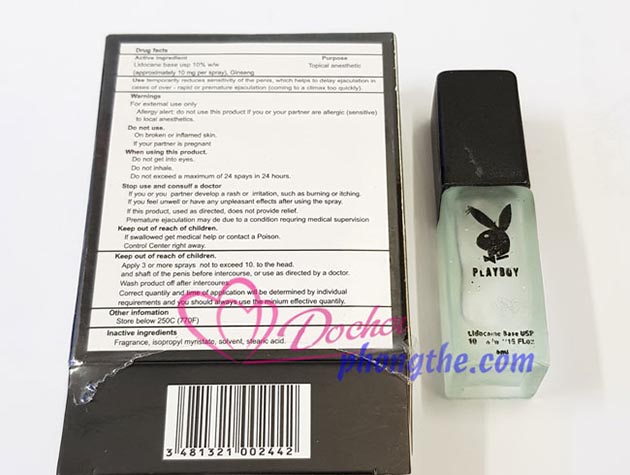 Drug facts
Active ingredient Purpose
Lidocane base usp 10% w/w Topical anesthetic
(approximately 10 mg per spray), Ginseng
Use temporarily reduces sensitivity of the penis, which helps to delay ejaculation in
cases of over - rapid or premature ejaculation (coming to a climax too quickly).
Warnings
For external use only
Allergy alert: do not use this product if you or your partner are allergic (sensitive)
to local anesthetics.
Do not use.
On broken or inflamed skin.
If your partner is pregnant
When using this product.
Do not get into eyes.
Do not inhale.
Do not exceed a maximum of 24 spays in 24 hours.
Stop use and consulf a doctor
If you or you partner develop a rash or irritation, such as burning or itching.
If you feel unwell or have any unpleasant effects after using the spray.
If this product, used as directed, does not provide relief.
Premature ejaculation may be due to a condition requring medical supervision
Keep out of reach of children.
If swallowed get medical help or contact a Poison.
Control Center right away.
Keep out of reach of children.
Apply 3 or more sprays not to exceed 10, to the head.
and shaft of the penis before intercourse, or use as directed by a doctor.
Wash product off after intercourse
Correct quantity and time of application will be determined by individual
requirements and you should always use the minium effective quantity.
Other infomation
Store below 250C (770F)
Inactive ingredients
Fragrance, isopropyl myristate, solvent, stearic acid.
3 481321 002442
PLAYBOY
Lidocane Base USP
10
5ml
Dochoi
phongthe.com